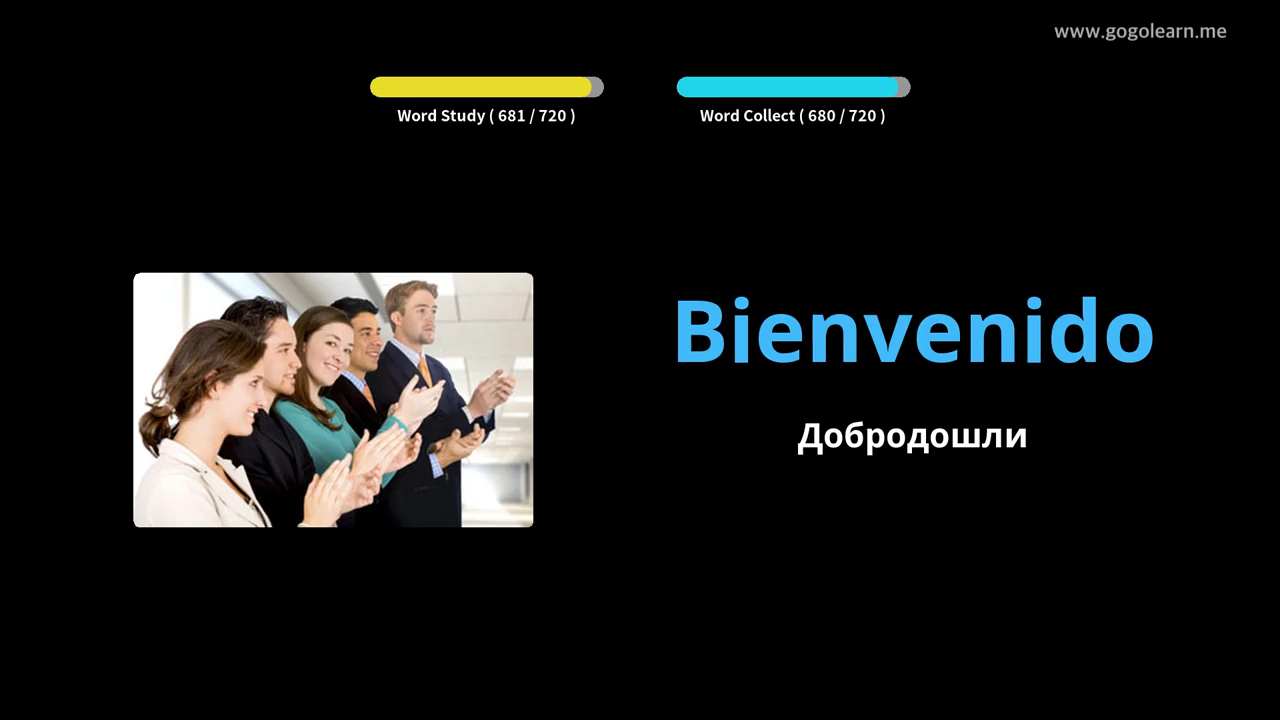 www.gogolearn.me
Word Study ( 681 / 720 )
Word Collect ( 680 / 720 )
Bienvenido
Добродошли